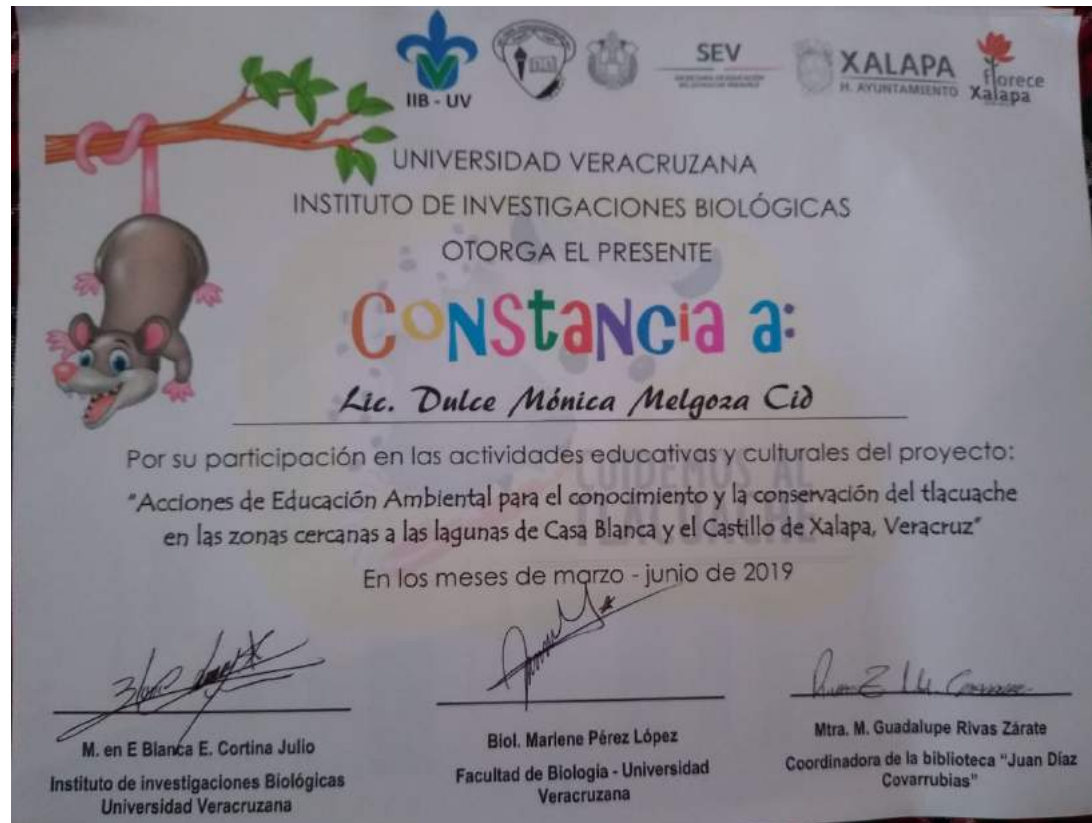 IIB - UV
SEV
XALAPA
H. AYUNTAMIENTO
florece
Xalapa
UNIVERSIDAD VERACRUZANA
INSTITUTO DE INVESTIGACIONES BIOLÓGICAS
OTORGA EL PRESENTE
CONStaNcia a:
Lic. Dulce Mónica Melgoza Cid
Por su participación en las actividades educativas y culturales del proyecto:
"Acciones de Educación Ambiental para el conocimiento y la conservación del tlacuache
en las zonas cercanas a las lagunas de Casa Blanca y el Castillo de Xalapa, Veracruz"
CUIDEMOS AL
TLACUACHE
En los meses de marzo - junio de 2019
M. en E Blanca E. Cortina Julio
Instituto de investigaciones Biológicas
Universidad Veracruzana
Biol. Marlene Pérez López
Facultad de Biología - Universidad
Veracruzana
Mtra. M. Guadalupe Rivas Zárate
Coordinadora de la biblioteca "Juan Díaz
Covarrubias"